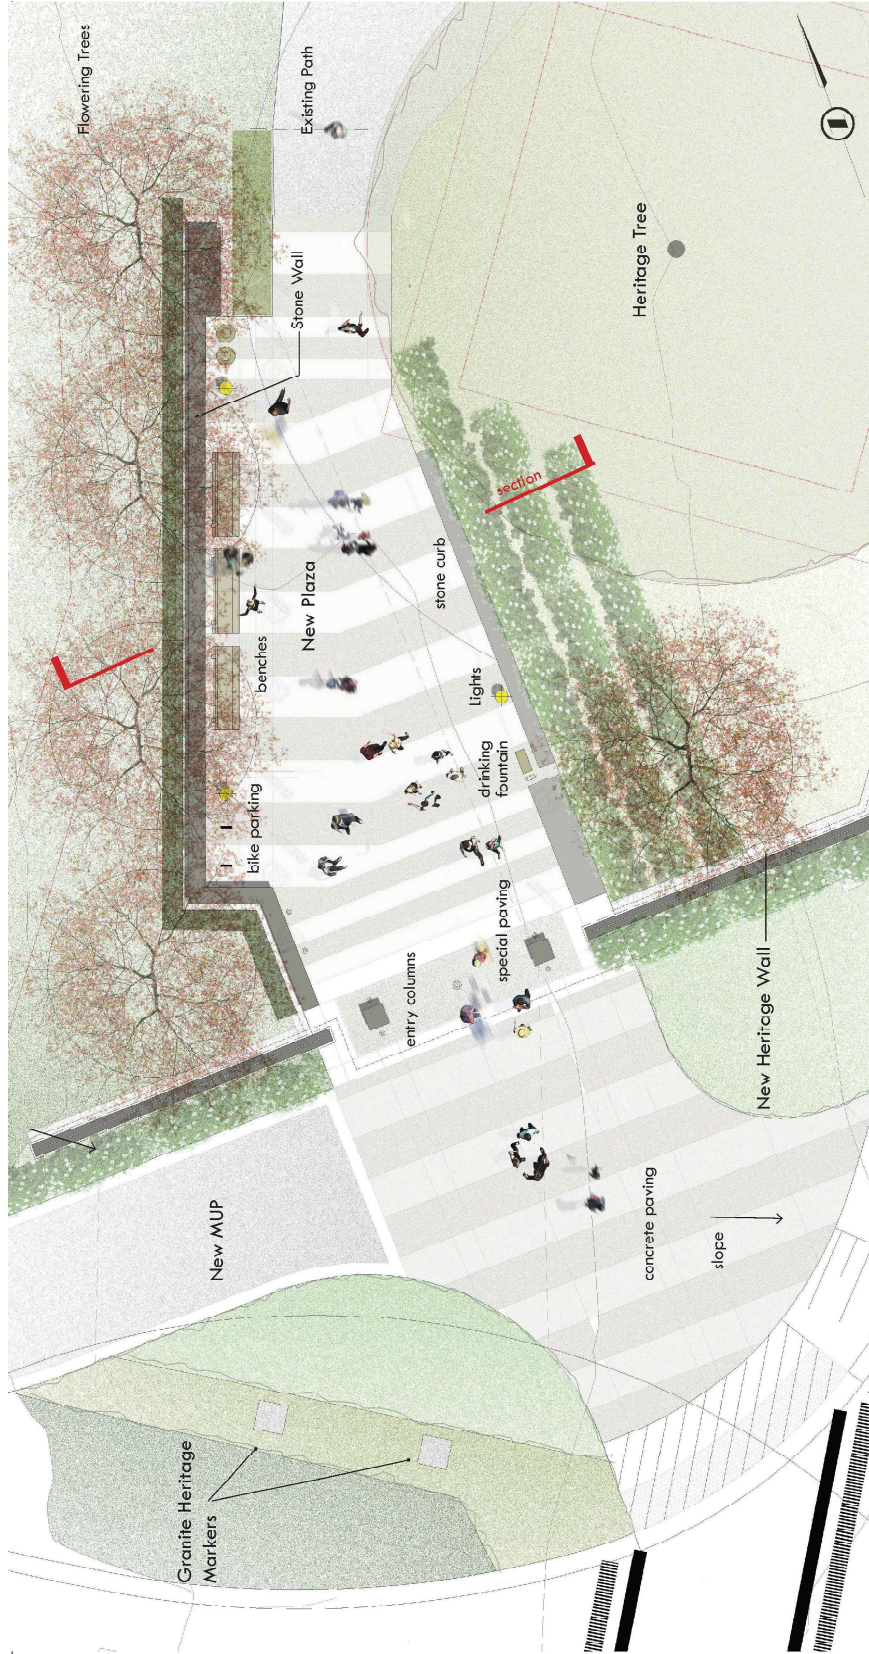 Flowering Trees
Existing Path
Stone Wall
Heritage Tree
section
New Plaza
stone curb
benches
Lights
drinking
fountain
bike parking
special paving
entry columns
New Heritage Wall
New MUP
concrete paving
slope
Granite Heritage
Markers